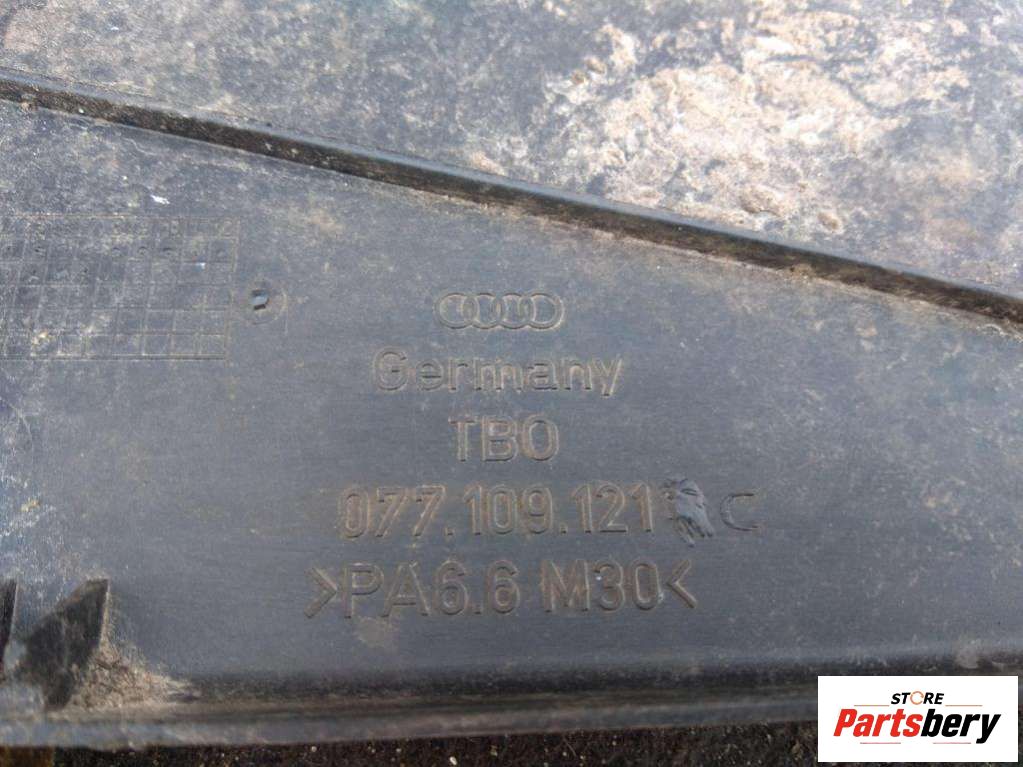 Germany
TBO
077.109.121 C
>PA6.6 M30<
STORE
Partsbery